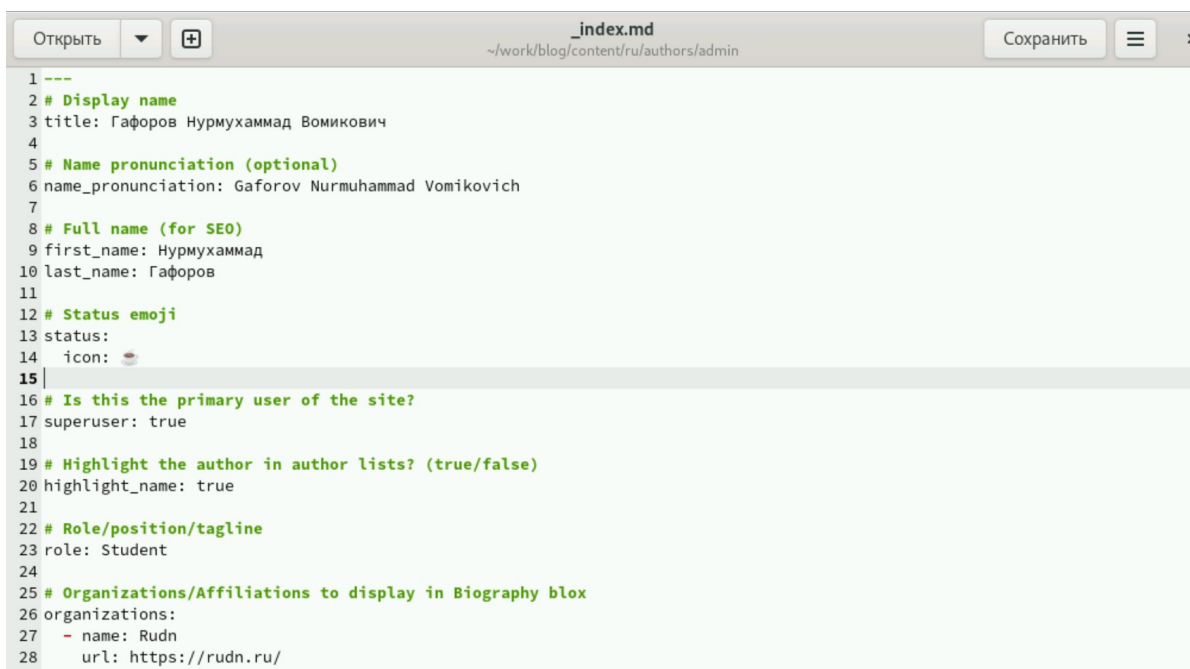 Открыть
_index.md
~/work/blog/content/ru/authors/admin
Сохранить
1 ---
2 # Display name
3 title: Гафоров Нурмухаммад Вомикович
4
5 # Name pronunciation (optional)
6 name_pronunciation: Gaforov Nurmuhammad Vomikovich
7
8 # Full name (for SEO)
9 first_name: Нурмухаммад
10 last_name: Гафоров
11
12 # Status emoji
13 status:
14   icon: ☕
15
16 # Is this the primary user of the site?
17 superuser: true
18
19 # Highlight the author in author lists? (true/false)
20 highlight_name: true
21
22 # Role/position/tagline
23 role: Student
24
25 # Organizations/Affiliations to display in Biography blox
26 organizations:
27   - name: Rudn
28     url: https://rudn.ru/